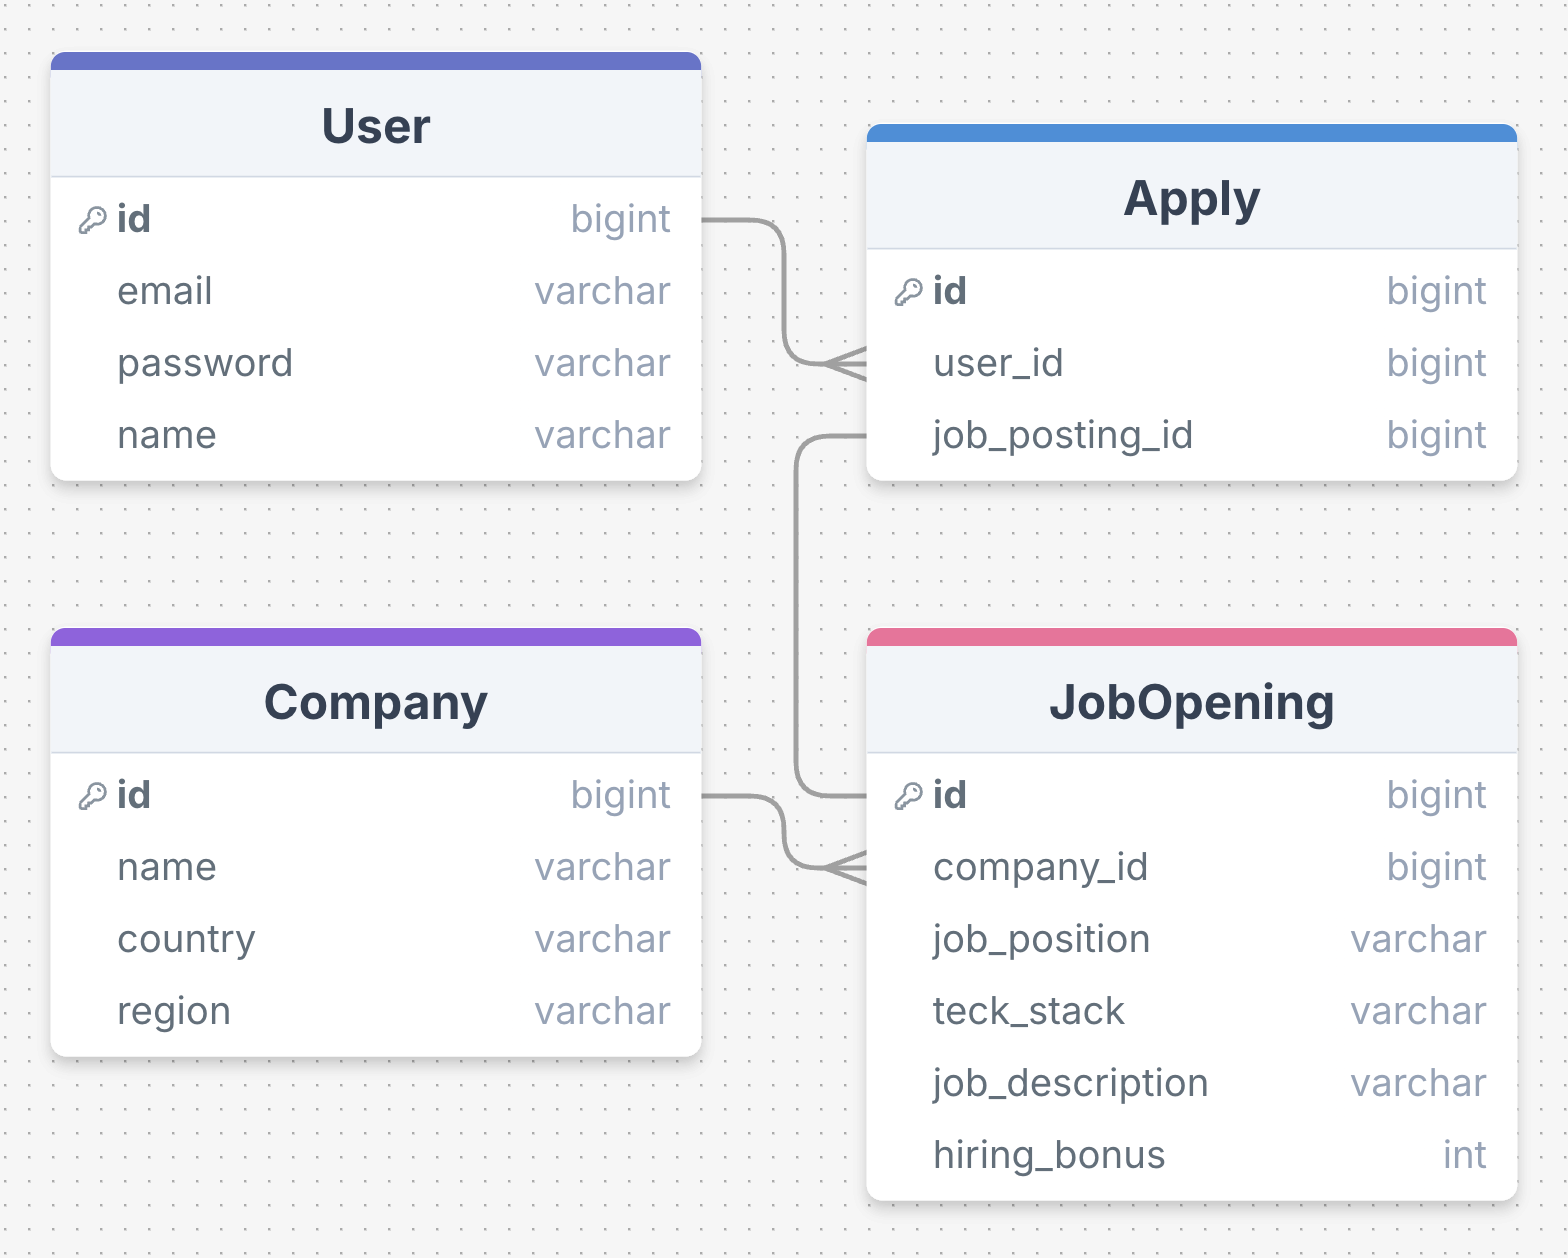 User
id bigint
email varchar
password varchar
name varchar
Apply
id bigint
user_id bigint
job_posting_id bigint
Company
id bigint
name varchar
country varchar
region varchar
JobOpening
id bigint
company_id bigint
job_position varchar
teck_stack varchar
job_description varchar
hiring_bonus int